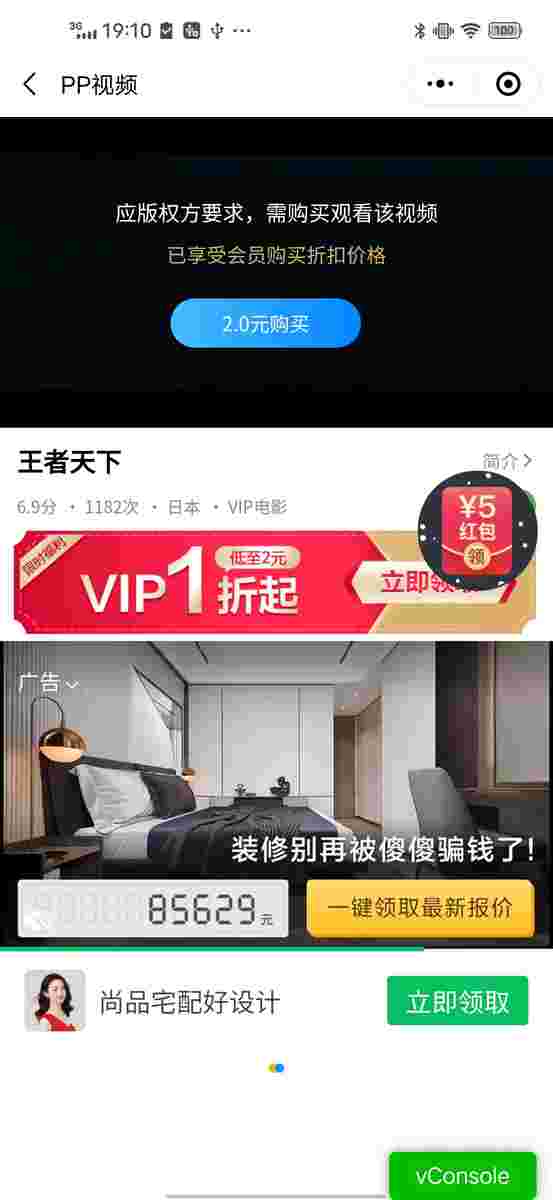 3G 19:10 100
PP视频
应版权方要求，需购买观看该视频
已享受会员购买折扣价格
2.0元购买
王者天下
简介
6.9分 · 1182次 · 日本 · VIP电影
¥5
红包
领
限时福利
VIP1折起
低至2元
立即领取
广告
装修别再被傻傻骗钱了!
85629元
一键领取最新报价
尚品宅配好设计
立即领取
vConsole